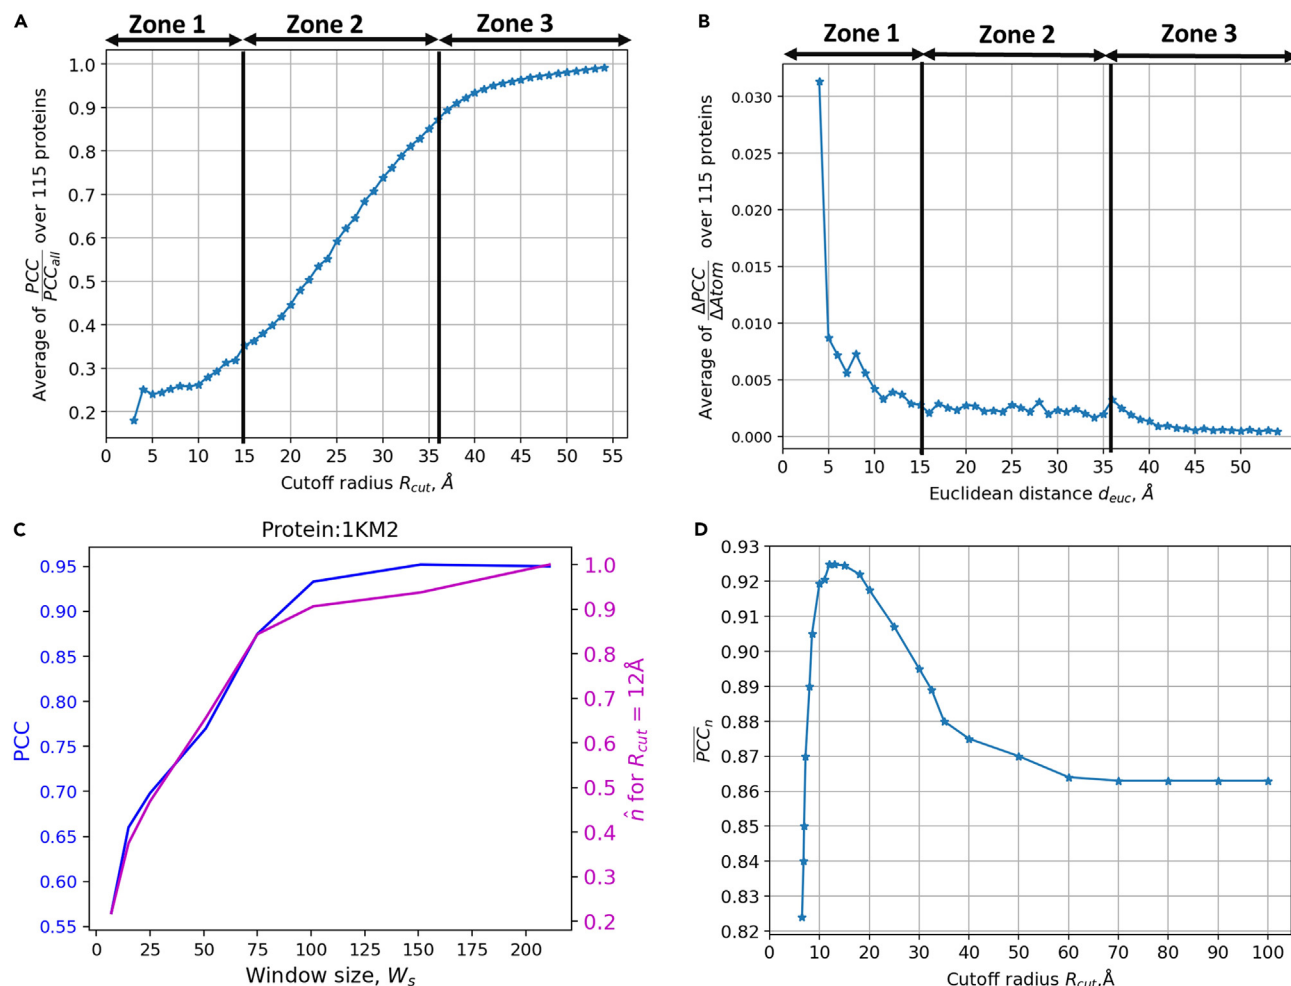 A
Zone 1
Zone 2
Zone 3
1.0
0.9
0.8
0.7
0.6
0.5
0.4
0.3
0.2
Average of PCC/PCC_all over 115 proteins
0 5 10 15 20 25 30 35 40 45 50 55
Cutoff radius R_cut, Å
B
Zone 1
Zone 2
Zone 3
0.030
0.025
0.020
0.015
0.010
0.005
0.000
Average of ΔPCC/ΔAtom over 115 proteins
0 5 10 15 20 25 30 35 40 45 50
Euclidean distance d_euc, Å
C
Protein:1KM2
0.95
0.90
0.85
0.80
0.75
0.70
0.65
0.60
0.55
PCC
1.0
0.9
0.8
0.7
0.6
0.5
0.4
0.3
0.2
n̂ for R_cut = 12Å
0 25 50 75 100 125 150 175 200
Window size, W_s
D
0.93
0.92
0.91
0.90
0.89
0.88
0.87
0.86
0.85
0.84
0.83
0.82
P̅C̅C̅_n
0 10 20 30 40 50 60 70 80 90 100
Cutoff radius R_cut,Å